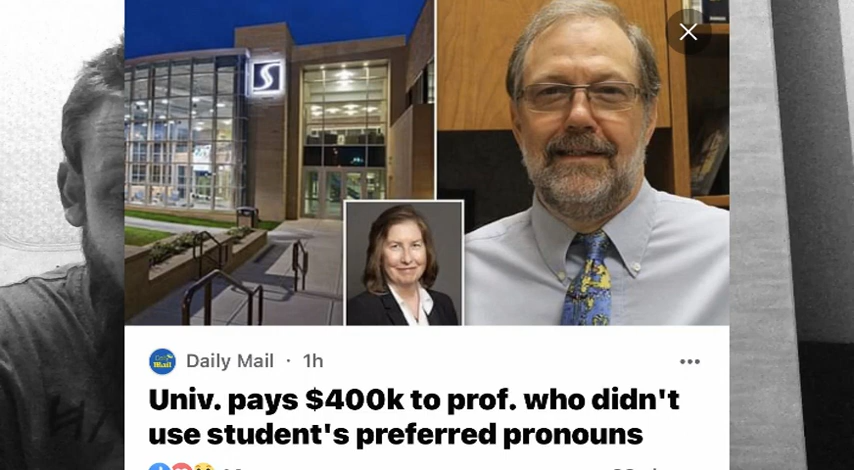 S
Daily Mail · 1h
Univ. pays $400k to prof. who didn't
use student's preferred pronouns